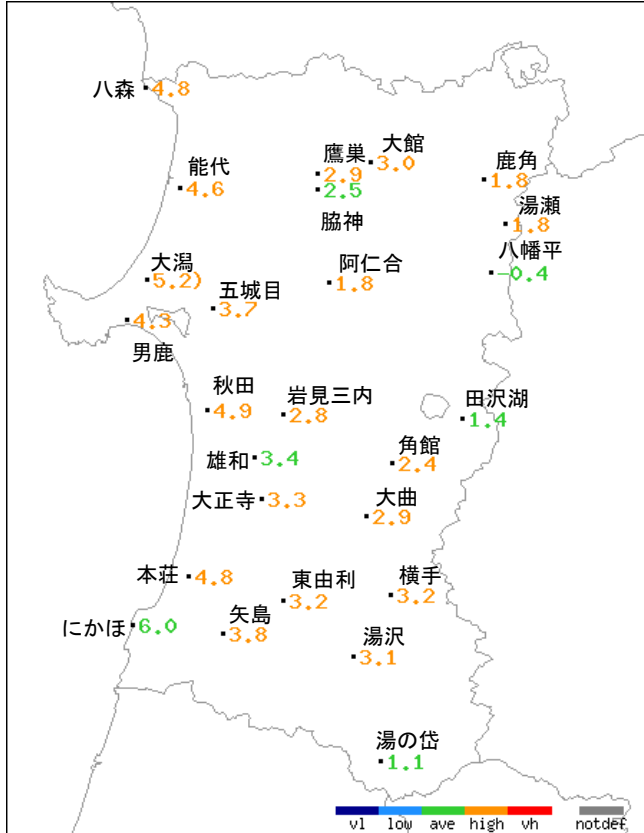 八森
4.8
大館
3.0
鷹巣
2.9
2.5
脇神
能代
4.6
鹿角
1.8
湯瀬
1.8
八幡平
-0.4
大潟
5.2)
阿仁合
1.8
五城目
3.7
4.3
男鹿
秋田
4.9
岩見三内
2.8
田沢湖
1.4
雄和
3.4
角館
2.4
大正寺
3.3
大曲
2.9
本荘
4.8
東由利
3.2
横手
3.2
にかほ
6.0
矢島
3.8
湯沢
3.1
湯の岱
1.1
vl low ave high vh notdef